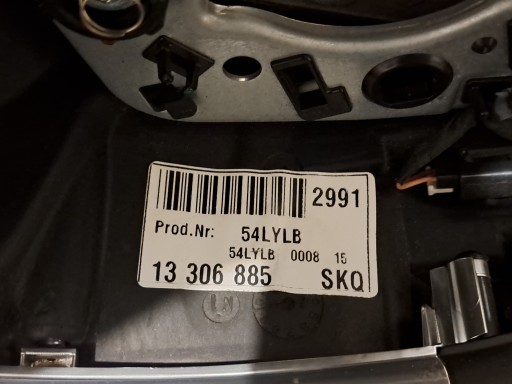 2991
Prod.Nr: 54LYLB
54LYLB 0008 15
13 306 885 SKQ